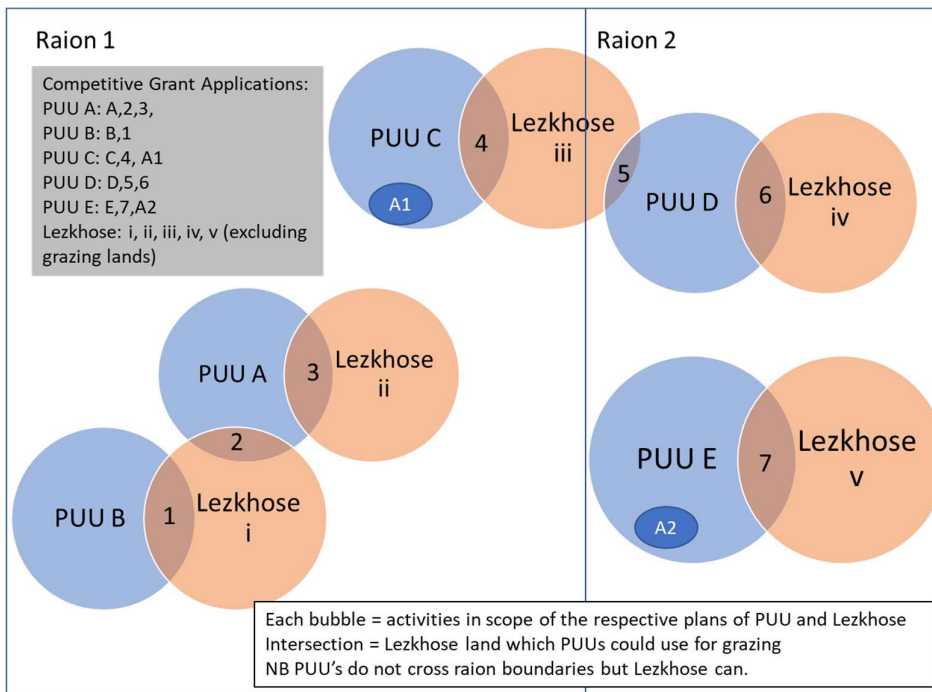 Raion 1
Raion 2
Competitive Grant Applications:
PUU A: A,2,3,
PUU B: B,1
PUU C: C,4, A1
PUU D: D,5,6
PUU E: E,7,A2
Lezkhose: i, ii, iii, iv, v (excluding
grazing lands)
PUU C
4
Lezkhose
iii
A1
5
PUU D
6
Lezkhose
iv
PUU A
3
Lezkhose
ii
2
PUU B
1
Lezkhose
i
PUU E
7
Lezkhose
v
A2
Each bubble = activities in scope of the respective plans of PUU and Lezkhose
Intersection = Lezkhose land which PUUs could use for grazing
NB PUU's do not cross raion boundaries but Lezkhose can.